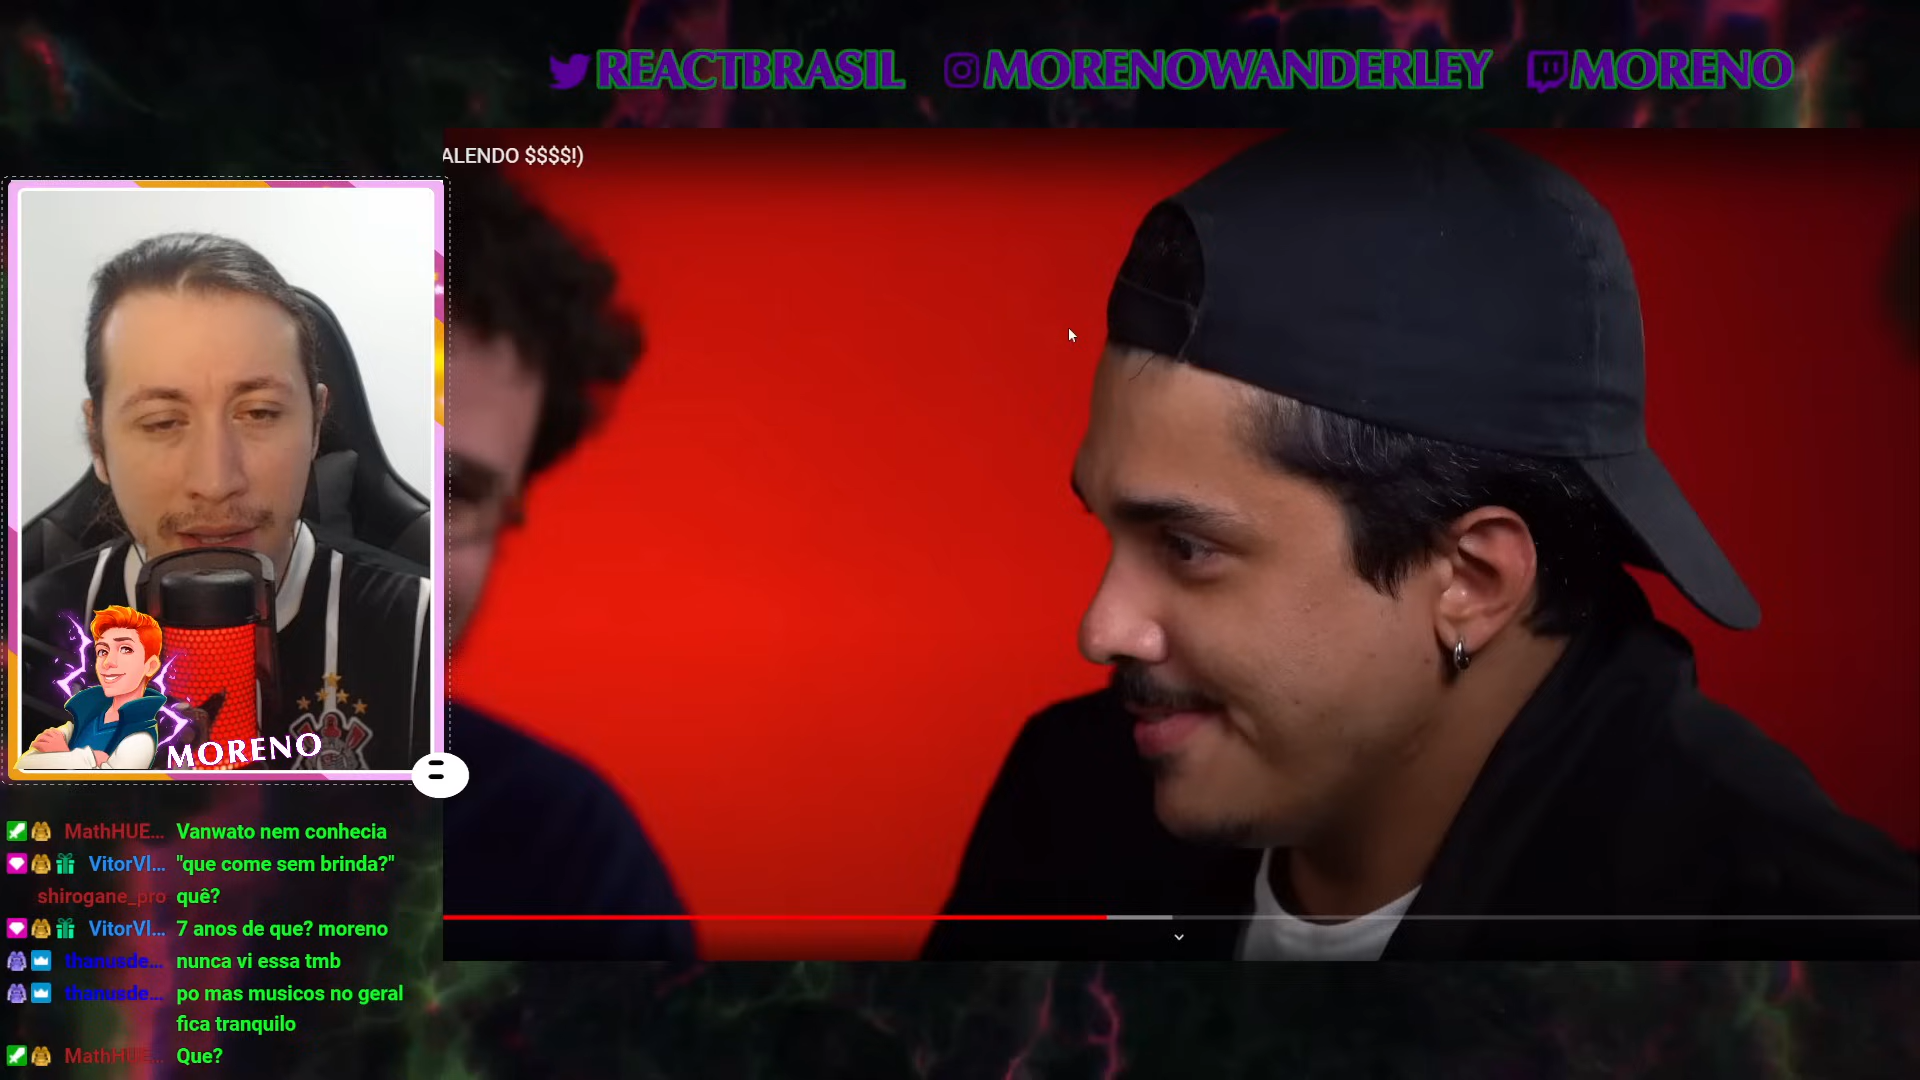 REACTBRASIL MORENOWANDERLEY MORENO
ALENDO $$$$!)
MORENO
MathHUE... Vanwato nem conhecia
VitorVl... "que come sem brinda?"
shirogane_pro quê?
VitorVl... 7 anos de que? moreno
thanusde... nunca vi essa tmb
thanusde... po mas musicos no geral
fica tranquilo
MathHUE... Que?